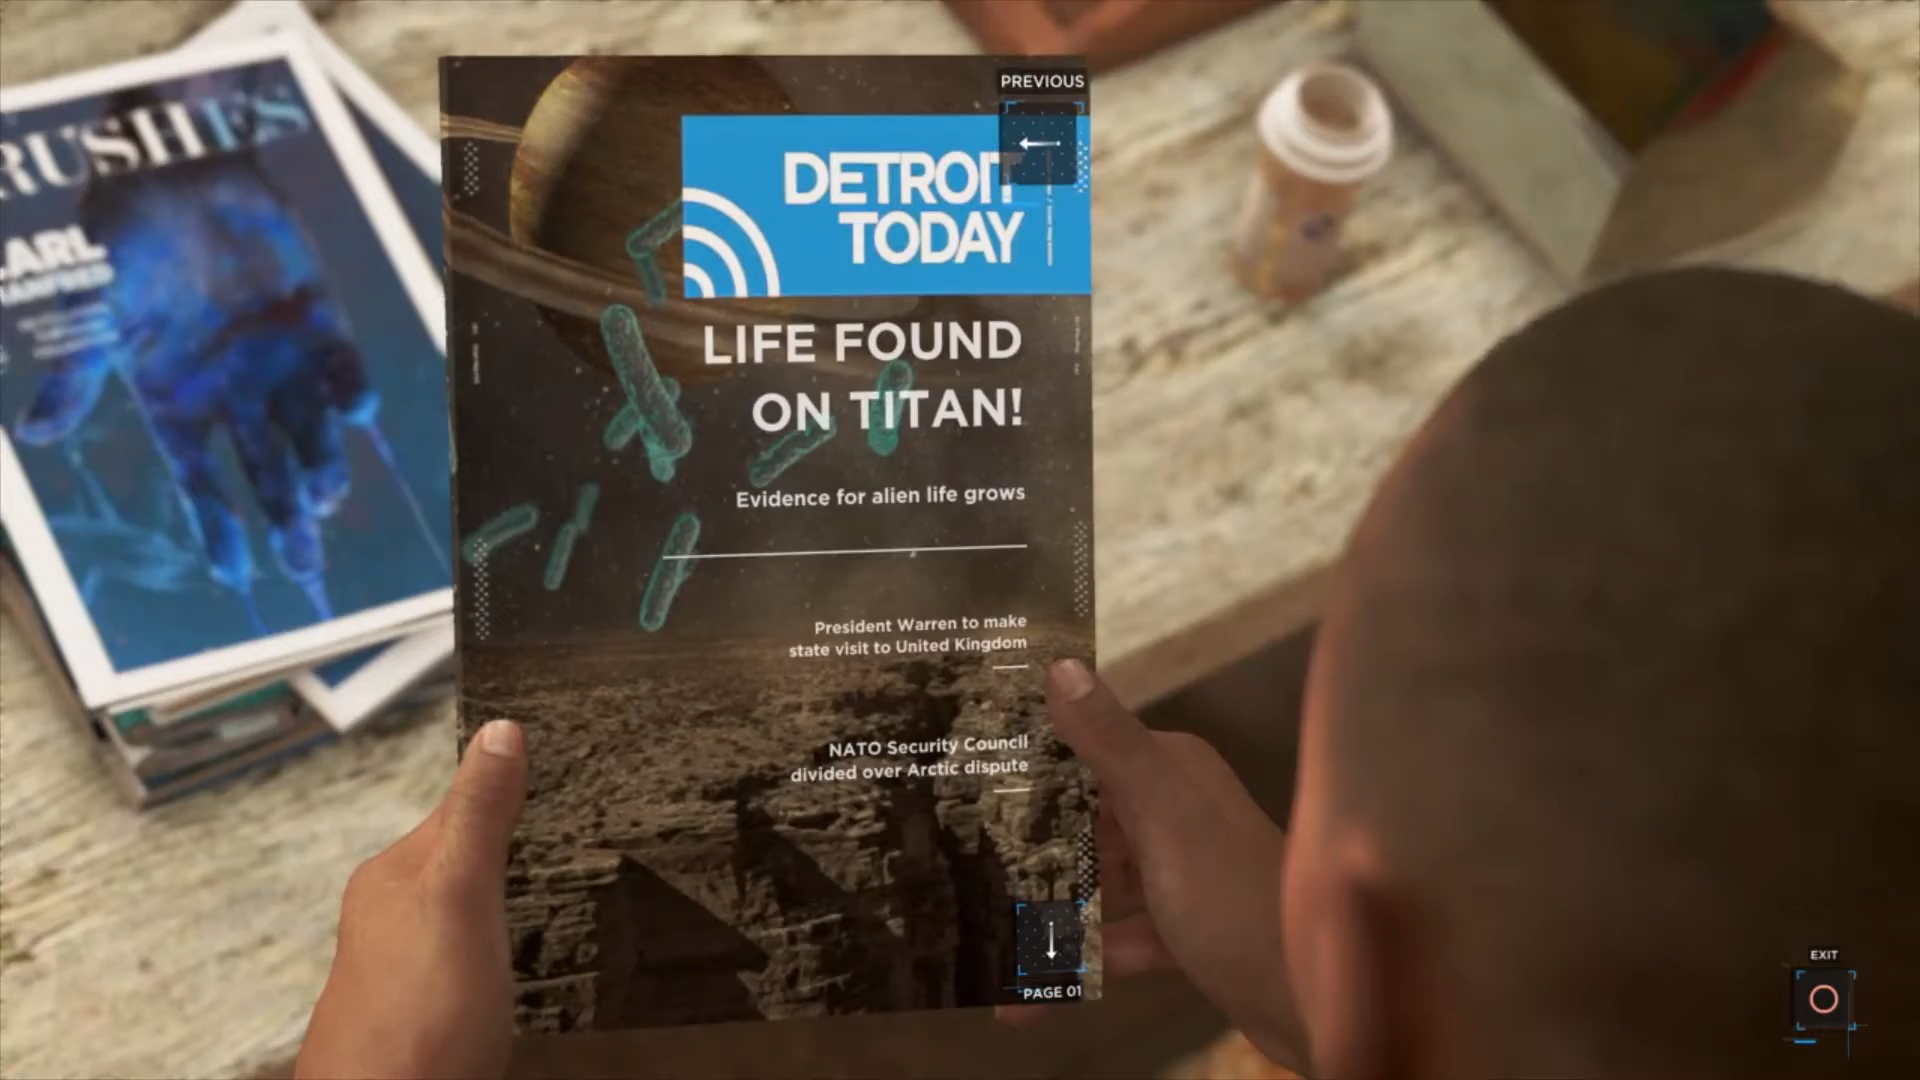 RUSHES
ARL
PREVIOUS
DETROIT
TODAY
LIFE FOUND
ON TITAN!
Evidence for alien life grows
President Warren to make
state visit to United Kingdom
NATO Security Council
divided over Arctic dispute
PAGE 01
EXIT